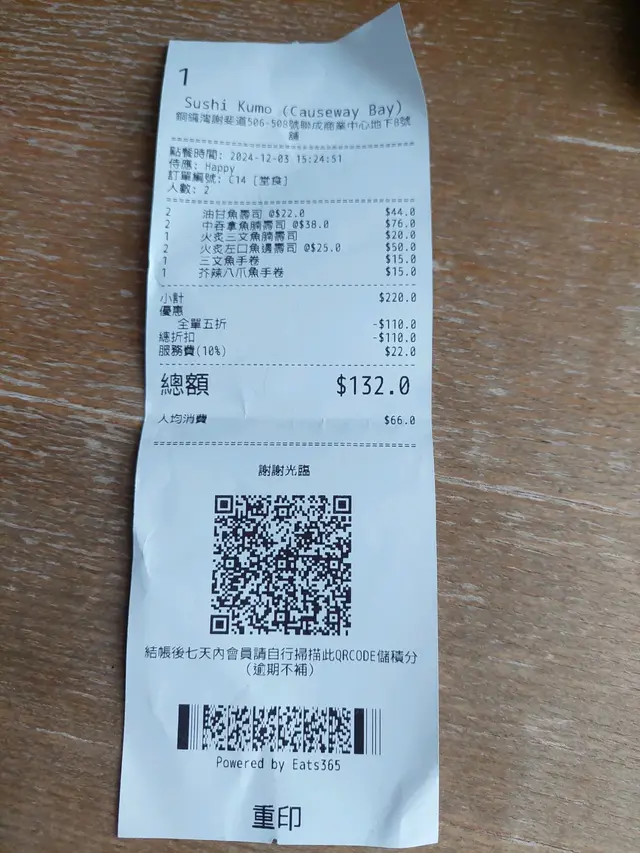 1
Sushi Kumo (Causeway Bay)
銅鑼灣謝斐道506-508號聯成商業中心地下8號
舖
點餐時間: 2024-12-03 15:24:51
侍應: Happy
訂單編號: C14 [堂食]
人數: 2
2 油甘魚壽司 @$22.0 $44.0
2 中吞拿魚腩壽司 @$38.0 $76.0
1 火炙三文魚腩壽司 $20.0
2 火炙左口魚邊壽司 @$25.0 $50.0
1 三文魚手卷 $15.0
1 芥辣八爪魚手卷 $15.0
小計 $220.0
優惠
全單五折 -$110.0
總折扣 -$110.0
服務費(10%) $22.0
總額 $132.0
人均消費 $66.0
謝謝光臨
結帳後七天內會員請自行掃描此QRCODE儲積分
(逾期不補)
Powered by Eats365
重印